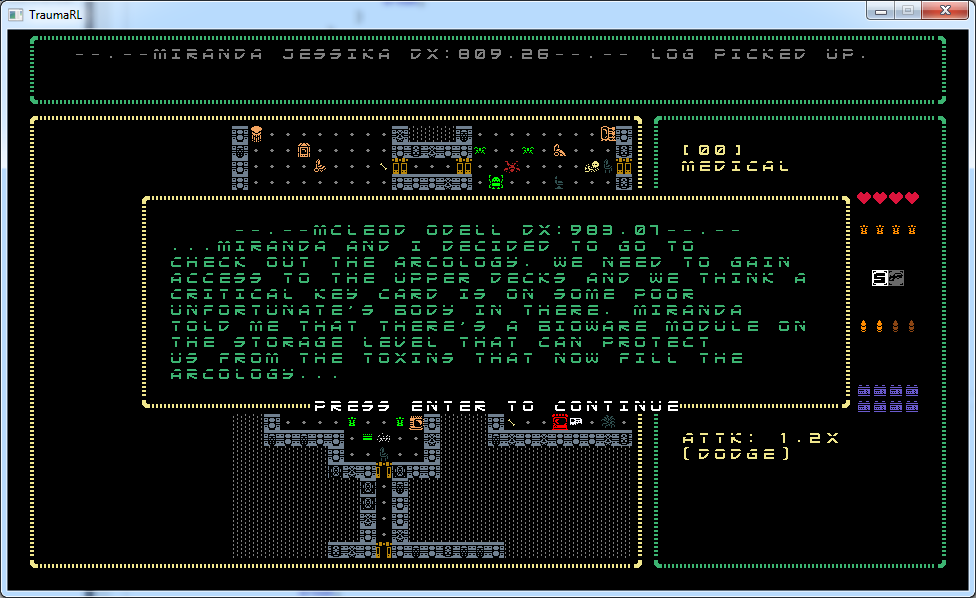 TraumaRL
--.--MIRANDA JESSIKA DX:809.26--.-- LOG PICKED UP.
[00]
MEDICAL
--.--MCLEOD ODELL DX:983.07--.--
...MIRANDA AND I DECIDED TO GO TO
CHECK OUT THE ARCOLOGY. WE NEED TO GAIN
ACCESS TO THE UPPER DECKS AND WE THINK A
CRITICAL KEY CARD IS ON SOME POOR
UNFORTUNATE'S BODY IN THERE. MIRANDA
TOLD ME THAT THERE'S A BIOWARE MODULE ON
THE STORAGE LEVEL THAT CAN PROTECT
US FROM THE TOXINS THAT NOW FILL THE
ARCOLOGY...
PRESS ENTER TO CONTINUE
ATTK: 1.2X
[DODGE]